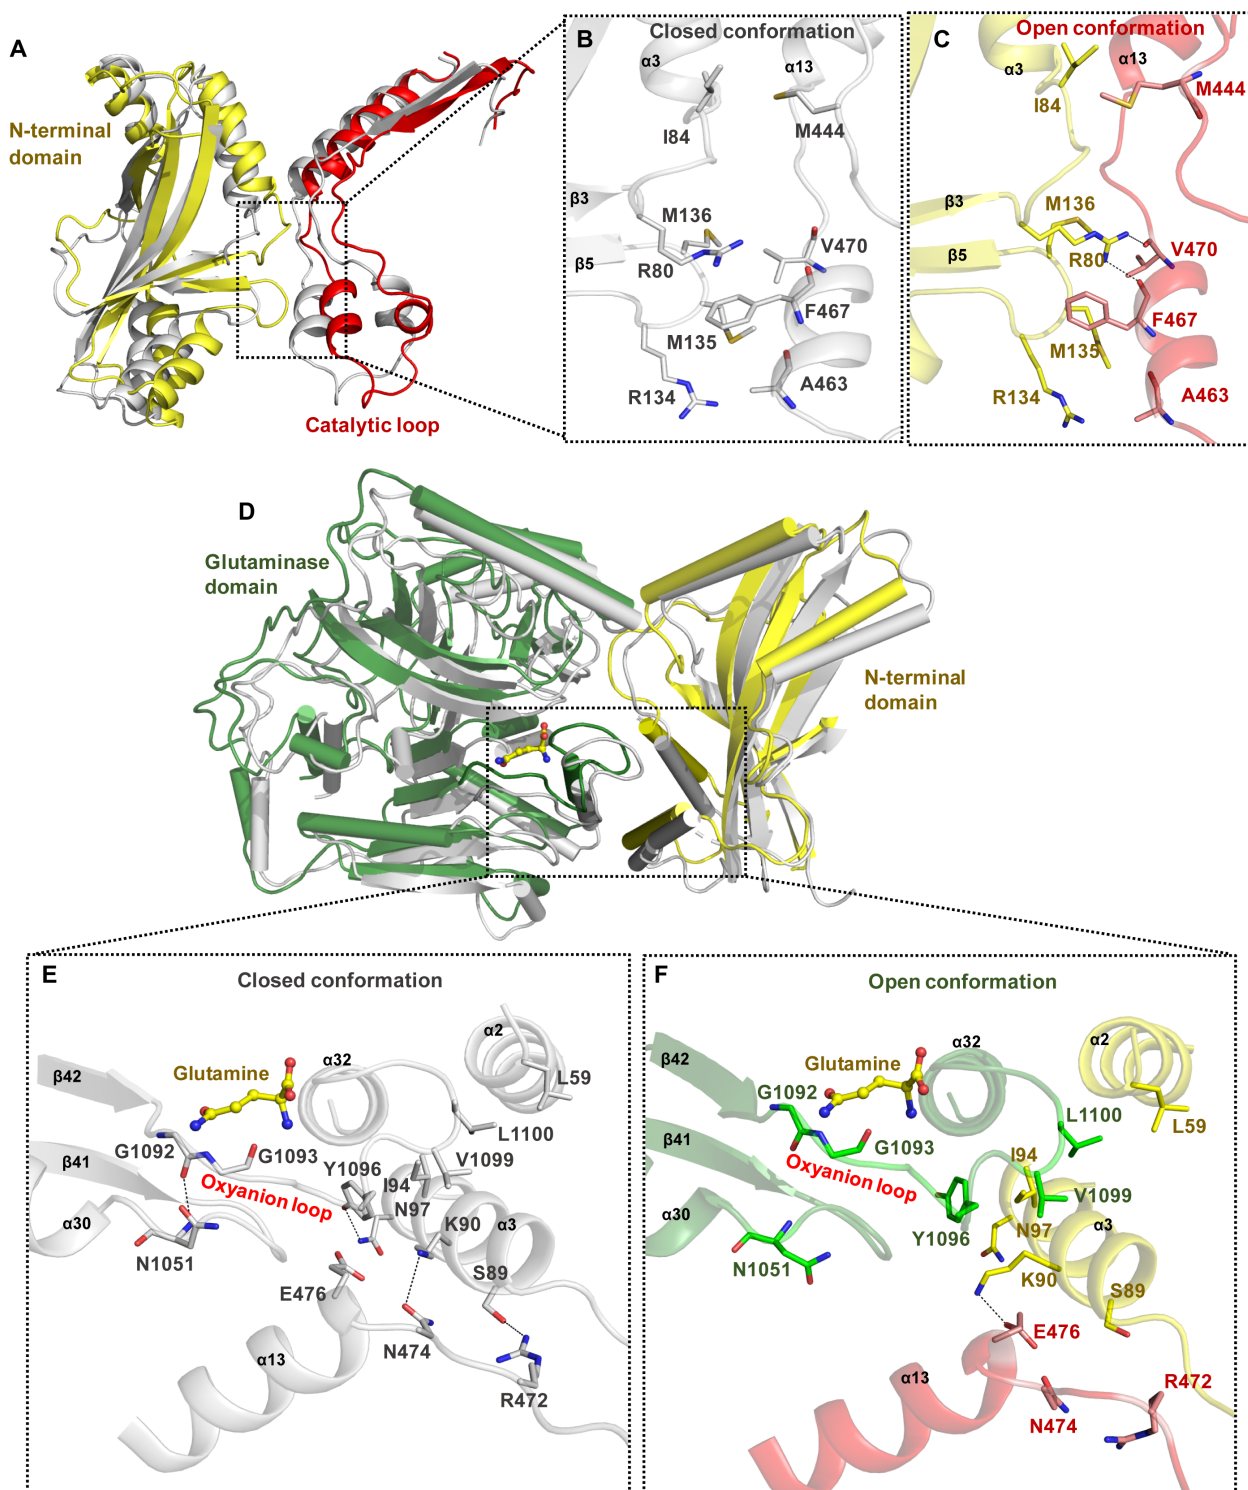 A
N-terminal
domain
Catalytic loop
B
Closed conformation
α3
α13
I84
M444
β3
M136
β5
R80
V470
F467
M135
R134
A463
C
Open conformation
α3
α13
I84
M444
β3
M136
β5
R80
V470
F467
M135
R134
A463
D
Glutaminase
domain
N-terminal
domain
E
Closed conformation
α2
α32
β42
Glutamine
L59
L1100
G1092
G1093
V1099
β41
Y1096
I94
Oxyanion loop
N97
α30
K90
α3
N1051
S89
E476
N474
α13
R472
F
Open conformation
α2
α32
β42
Glutamine
G1092
L1100
L59
β41
G1093
I94
Oxyanion loop
V1099
α30
Y1096
N97
α3
N1051
K90
S89
E476
α13
R472
N474